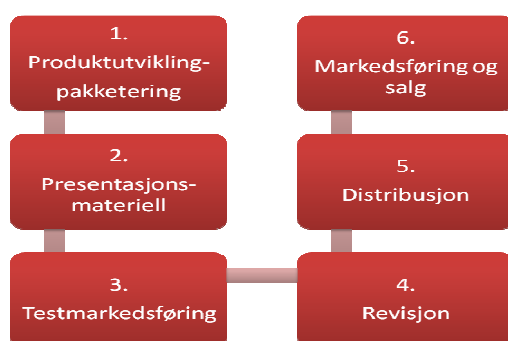 1.
Produktutvikling-
pakketering
2.
Presentasjons-
materiell
3.
Testmarkedsføring
4.
Revisjon
5.
Distribusjon
6.
Markedsføring og
salg